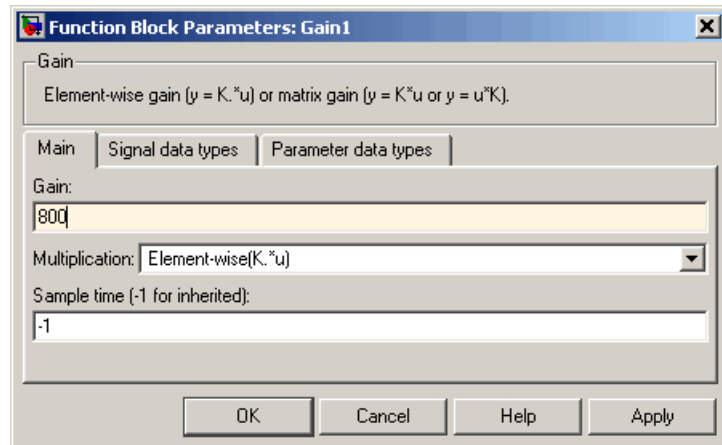 Function Block Parameters: Gain1
Gain
Element-wise gain (y = K.*u) or matrix gain (y = K*u or y = u*K).
Main Signal data types Parameter data types
Gain:
800
Multiplication: Element-wise(K.*u)
Sample time (-1 for inherited):
-1
OK Cancel Help Apply